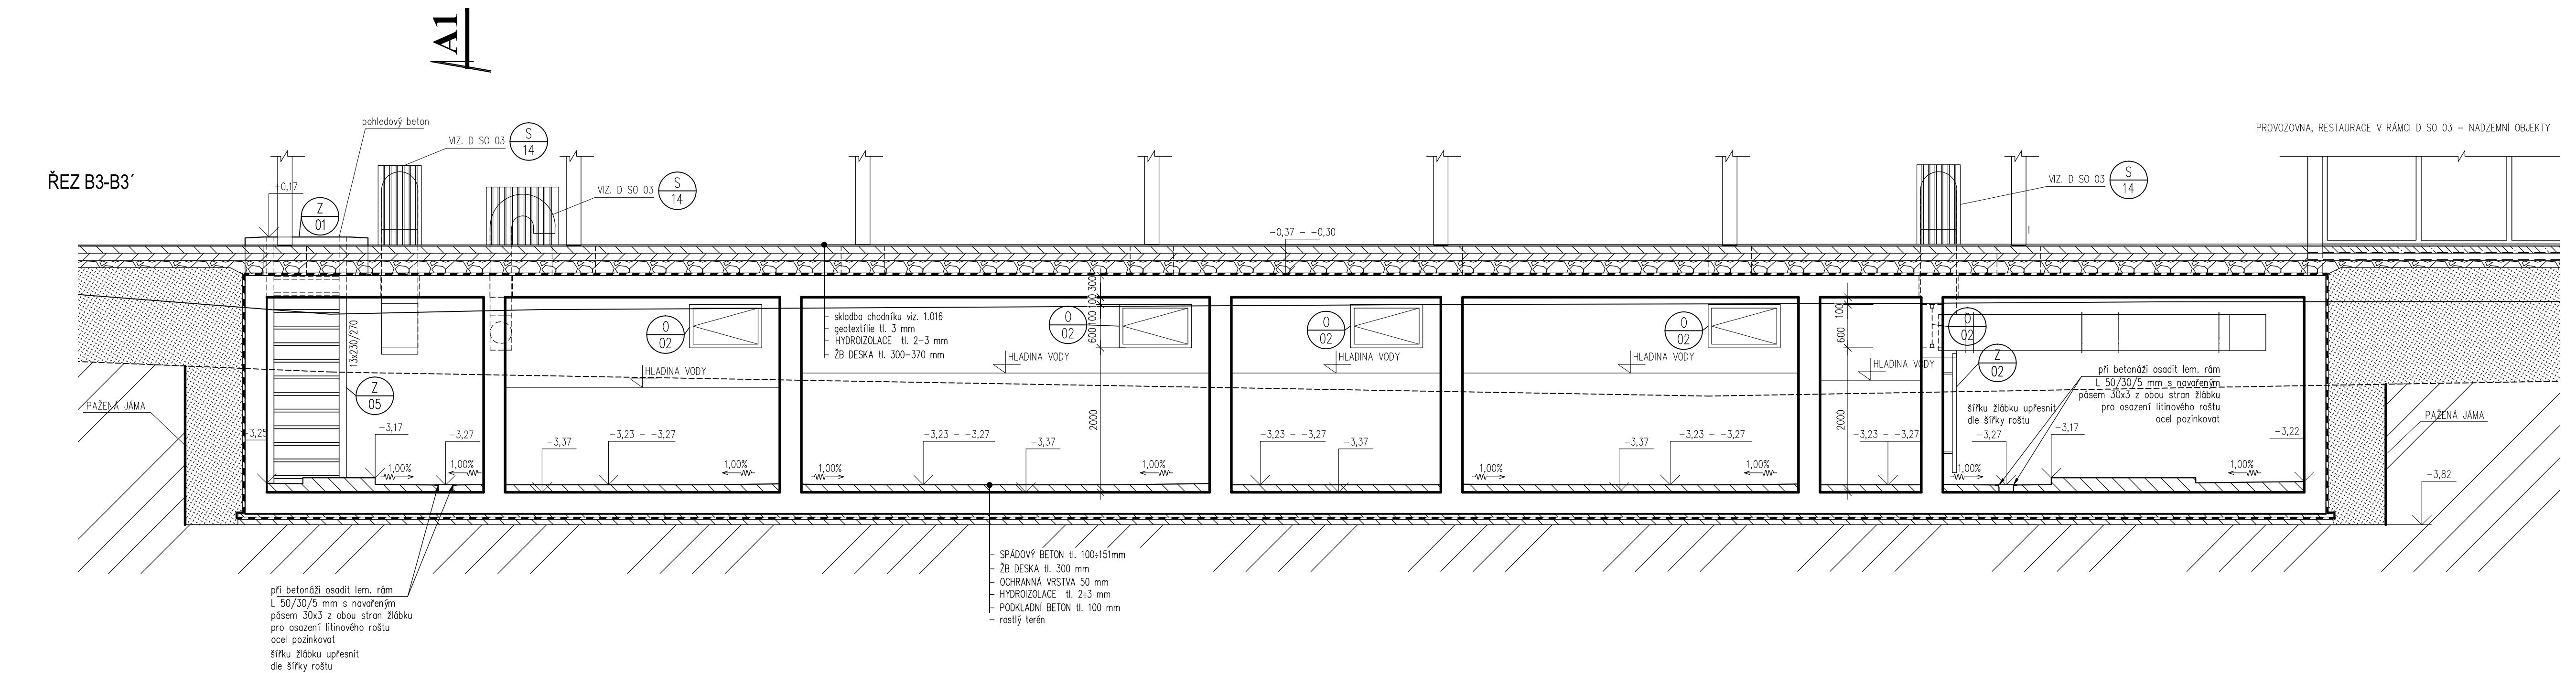 A1
ŘEZ B3-B3´
pohledový beton
VIZ. D SO 03
S
14
VIZ. D SO 03
S
14
+0,17
Z
01
-0,37 - -0,30
VIZ. D SO 03
S
14
PROVOZOVNA, RESTAURACE V RÁMCI D SO 03 - NADZEMNÍ OBJEKTY
13x230/270
Z
05
PAŽENÁ JÁMA
-3,25
-3,17
-3,27
1,00%
1,00%
O
02
HLADINA VODY
-3,37
-3,23 - -3,27
1,00%
- skladba chodníku viz. 1.016
- geotextílie tl. 3 mm
- HYDROIZOLACE tl. 2-3 mm
- ŽB DESKA tl. 300-370 mm
HLADINA VODY
O
02
300
100
100
600
2000
-3,23 - -3,27
-3,37
1,00%
1,00%
O
02
HLADINA VODY
-3,23 - -3,27
-3,37
O
02
HLADINA VODY
-3,37
-3,23 - -3,27
1,00%
1,00%
100
600
2000
HLADINA VODY
-3,23 - -3,27
O
02
Z
02
při betonáži osadit lem. rám
L 50/30/5 mm s navařeným
pásem 30x3 z obou stran žlábku
pro osazení litinového roštu
ocel pozinkovat
šířku žlábku upřesnit
dle šířky roštu
-3,27
-3,17
-3,22
1,00%
1,00%
PAŽENÁ JÁMA
-3,82
- SPÁDOVÝ BETON tl. 100÷151mm
- ŽB DESKA tl. 300 mm
- OCHRANNÁ VRSTVA 50 mm
- HYDROIZOLACE tl. 2÷3 mm
- PODKLADNÍ BETON tl. 100 mm
- rostlý terén
při betonáži osadit lem. rám
L 50/30/5 mm s navařeným
pásem 30x3 z obou stran žlábku
pro osazení litinového roštu
ocel pozinkovat
šířku žlábku upřesnit
dle šířky roštu